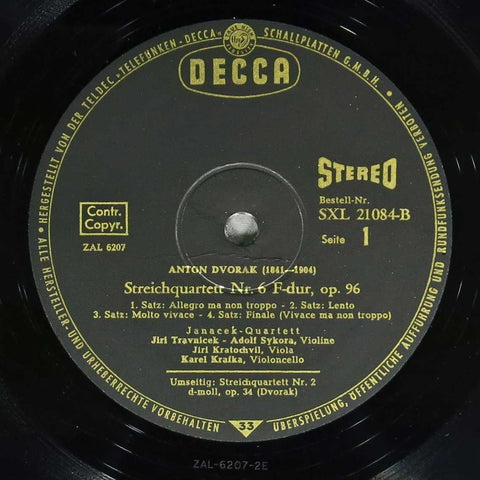 HERGESTELLT VON DER TELDEC »TELEFUNKEN-DECCA« SCHALLPLATTEN G.M.B.H.
DECCA
STEREO
Bestell-Nr.
SXL 21084-B
Seite 1
Contr.
Copyr.
ZAL 6207
ANTON DVORAK (1841—1904)
Streichquartett Nr. 6 F-dur, op. 96
1. Satz: Allegro ma non troppo - 2. Satz: Lento
3. Satz: Molto vivace - 4. Satz: Finale (Vivace ma non troppo)
Janacek-Quartett
Jiri Travnicek - Adolf Sykora, Violine
Jiri Kratochvil, Viola
Karel Krafka, Violoncello
Umseitig: Streichquartett Nr. 2
d-moll, op. 34 (Dvorak)
ALLE HERSTELLER- UND URHEBERRECHTE VORBEHALTEN
33
ÜBERSPIELUNG, ÖFFENTLICHE AUFFÜHRUNG UND RUNDFUNKSENDUNG VERBOTEN
ZAL-6207-2E